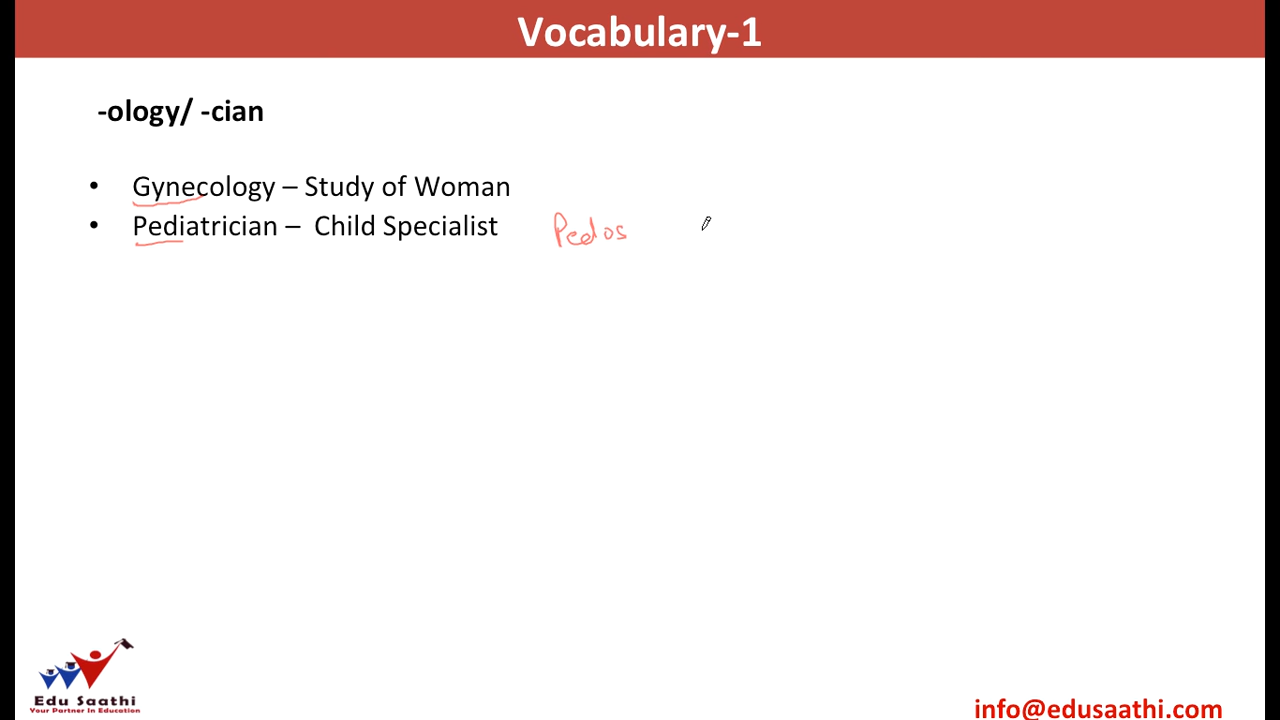 Vocabulary-1
-ology/ -cian
• Gynecology – Study of Woman
• Pediatrician – Child Specialist Pedos
Edu Saathi
Your Partner In Education
info@edusaathi.com